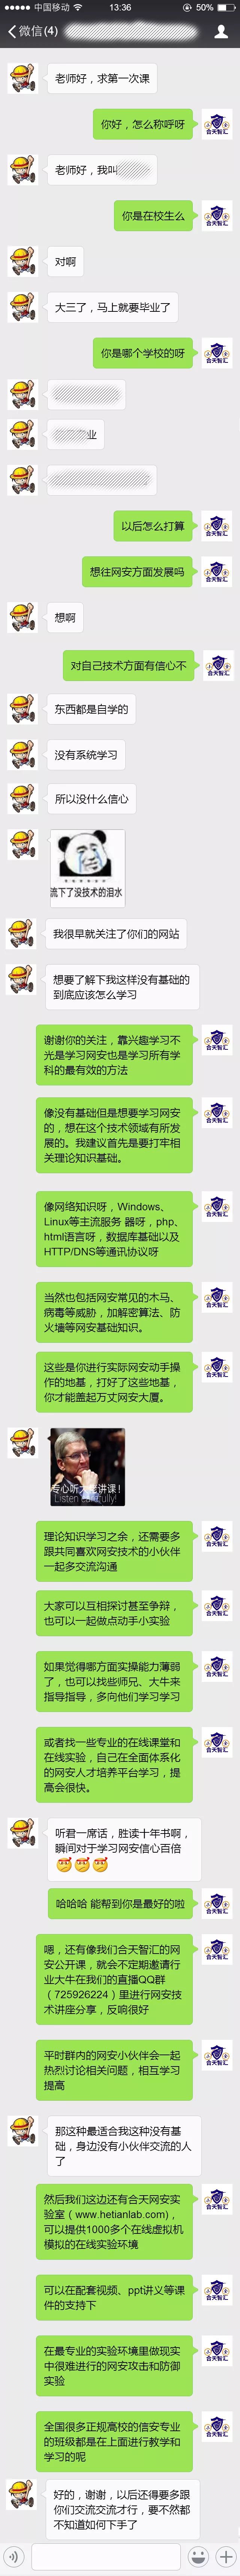 中国移动
13:36
50%
微信(4)
老师好，求第一次课
你好，怎么称呼呀
老师好，我叫
你是在校生么
对啊
大三了，马上就要毕业了
你是哪个学校的呀
业
以后怎么打算
想往网安方面发展吗
想啊
对自己技术方面有信心不
东西都是自学的
没有系统学习
所以没什么信心
流下了没技术的泪水
我很早就关注了你们的网站
想要了解下我这样没有基础的
到底应该怎么学习
谢谢你的关注，靠兴趣学习不
光是学习网安也是学习所有学
科的最有效的方法
像没有基础但是想要学习网安
的，想在这个技术领域有所发
展的。我建议首先是要打牢相
关理论知识基础。
像网络知识呀，Windows、
Linux等主流服务 器呀，php、
html语言呀，数据库基础以及
HTTP/DNS等通讯协议呀
当然也包括网安常见的木马、
病毒等威胁，加解密算法、防
火墙等网安基础知识。
这些是你进行实际网安动手操
作的地基，打好了这些地基，
你才能盖起万丈网安大厦。
专心听大佬讲课！
Listen carefully!
理论知识学习之余，还需要多
跟共同喜欢网安技术的小伙伴
一起多交流沟通
大家可以互相探讨甚至争辩，
也可以一起做点动手小实验
如果觉得哪方面实操能力薄弱
了，也可以找些师兄、大牛来
指导指导，多向他们学习学习
或者找一些专业的在线课堂和
在线实验，自己在全面体系化
的网安人才培养平台学习，提
高会很快。
听君一席话，胜读十年书啊，
瞬间对于学习网安信心百倍
哈哈哈 能帮到你是最好的啦
嗯，还有像我们合天智汇的网
安公开课，就会不定期邀请行
业大牛在我们的直播QQ群
（725926224）里进行网安技
术讲座分享，反响很好
平时群内的网安小伙伴会一起
热烈讨论相关问题，相互学习
提高
那这种最适合我这种没有基
础，身边没有小伙伴交流的人
了
然后我们这边还有合天网安实
验室（www.hetianlab.com)，
可以提供1000多个在线虚拟机
模拟的在线实验环境
可以在配套视频、ppt讲义等课
件的支持下
在最专业的实验环境里做现实
中很难进行的网安攻击和防御
实验
全国很多正规高校的信安专业
的班级都是在上面进行教学和
学习的呢
好的，谢谢，以后还得要多跟
你们交流交流才行，要不然都
不知道如何下手了